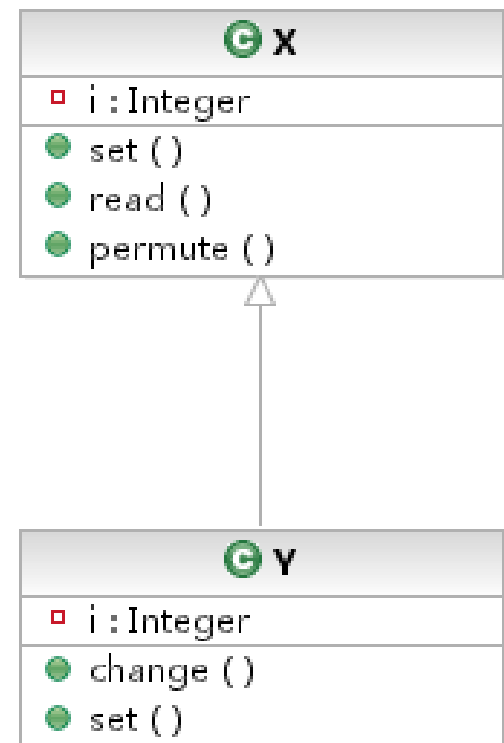 C X
i : Integer
set ( )
read ( )
permute ( )
C Y
i : Integer
change ( )
set ( )